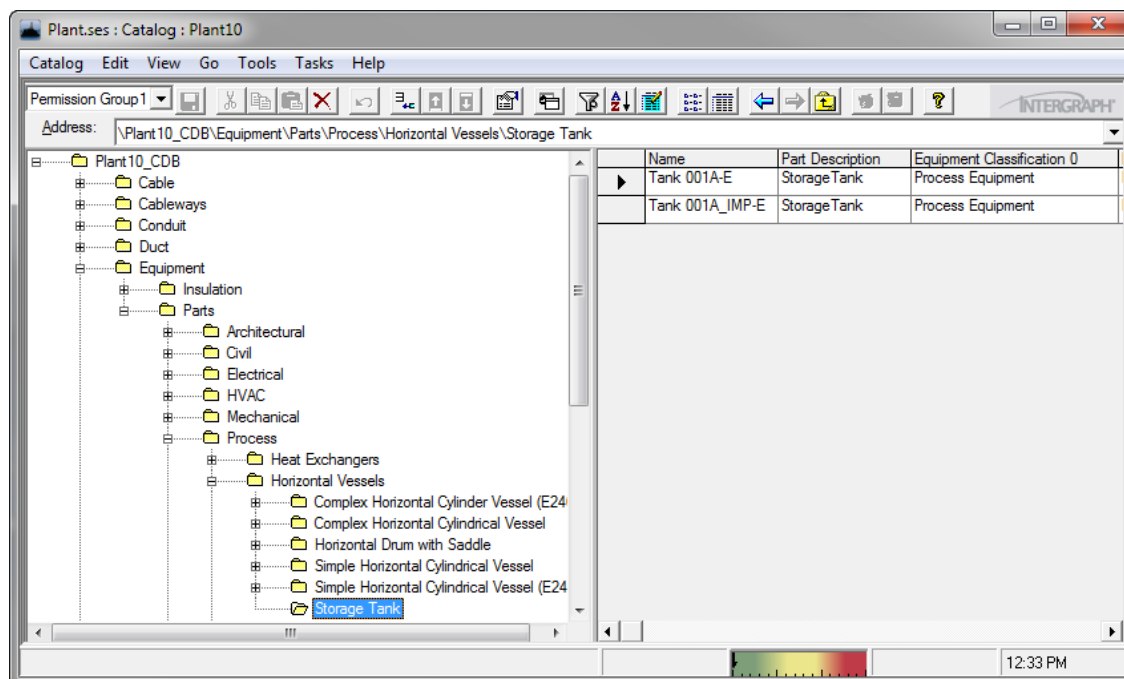 Plant.ses : Catalog : Plant10
Catalog Edit View Go Tools Tasks Help
Permission Group1
INTERGRAPH
Address: \Plant10_CDB\Equipment\Parts\Process\Horizontal Vessels\Storage Tank
Plant10_CDB
Cable
Cableways
Conduit
Duct
Equipment
Insulation
Parts
Architectural
Civil
Electrical
HVAC
Mechanical
Process
Heat Exchangers
Horizontal Vessels
Complex Horizontal Cylinder Vessel (E24
Complex Horizontal Cylindrical Vessel
Horizontal Drum with Saddle
Simple Horizontal Cylindrical Vessel
Simple Horizontal Cylindrical Vessel (E24
Storage Tank
Name Part Description Equipment Classification 0
Tank 001A-E StorageTank Process Equipment
Tank 001A_IMP-E StorageTank Process Equipment
12:33 PM